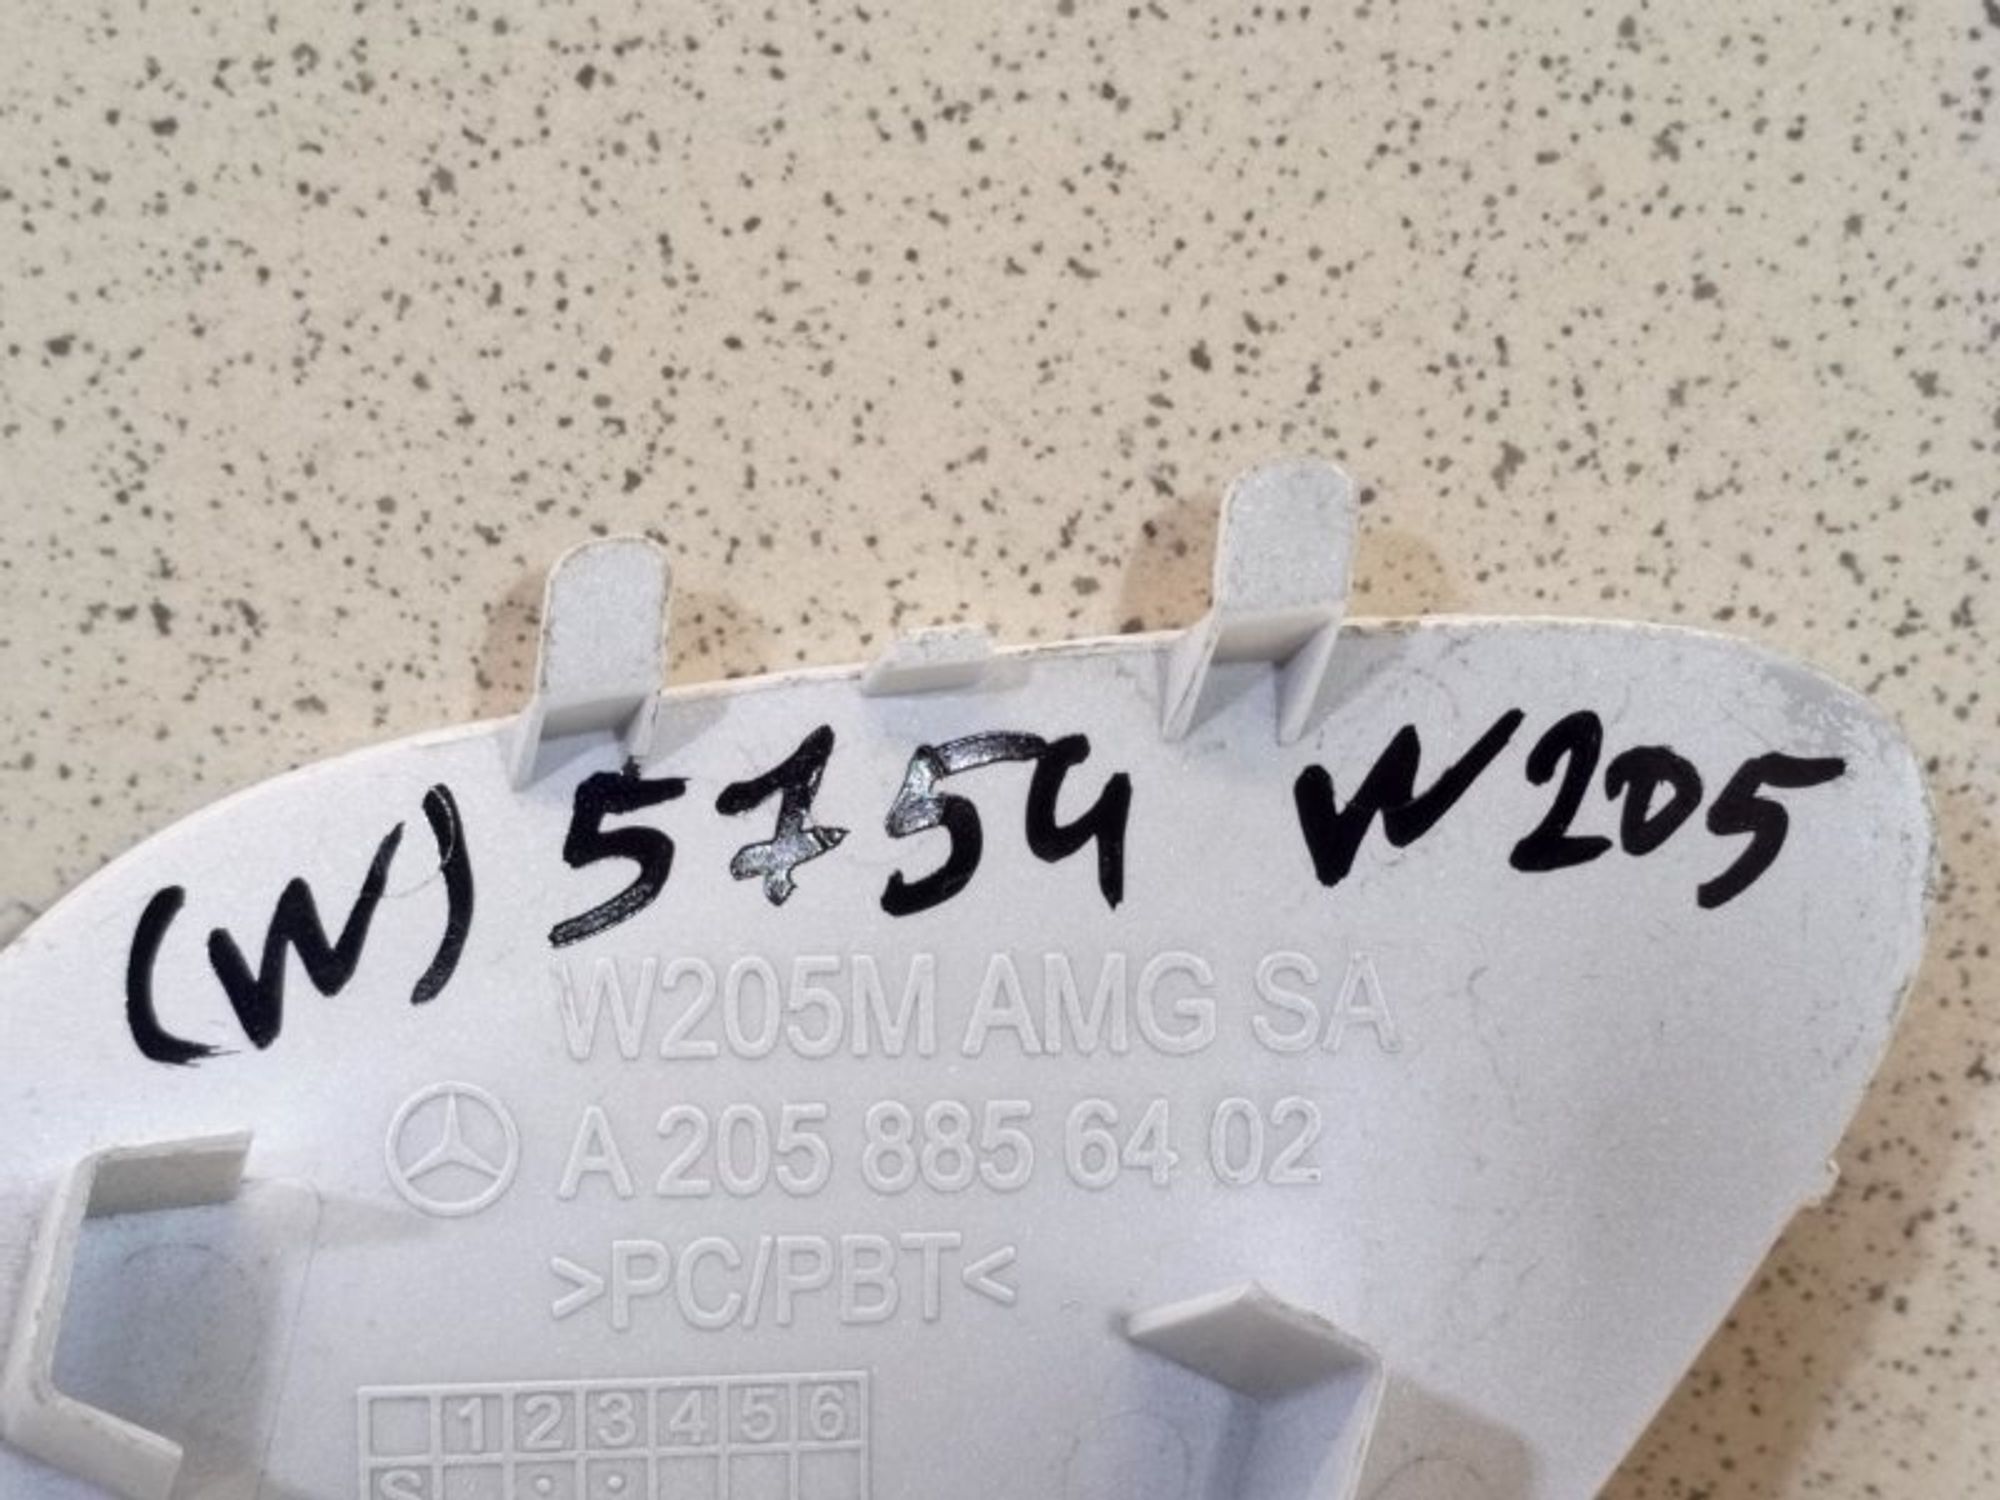 (W) 5754 W205
W205M AMG SA
A 205 885 64 02
>PC/PBT<
1 2 3 4 5 6
S